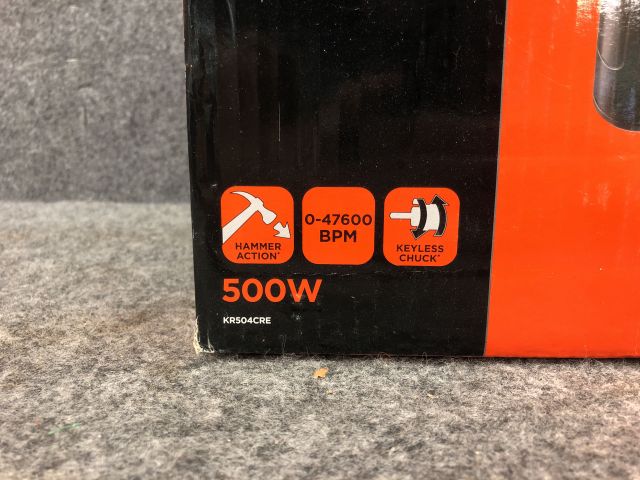 HAMMER
ACTION*
0-47600
BPM
KEYLESS
CHUCK*
500W
KR504CRE